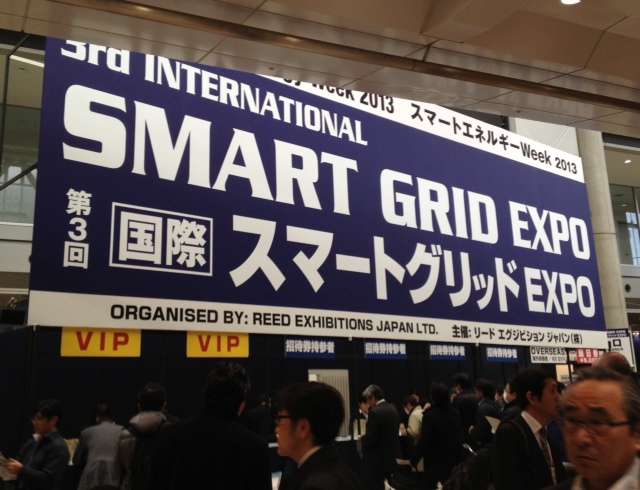 Week 2013 スマートエネルギーWeek 2013
3rd INTERNATIONAL
SMART GRID EXPO
第3回 国際 スマートグリッド EXPO
ORGANISED BY: REED EXHIBITIONS JAPAN LTD. 主催: リード エグジビション ジャパン(株)
VIP VIP 招待券持参者 招待券持参者 招待券持参者 招待券持参者 OVERSEAS